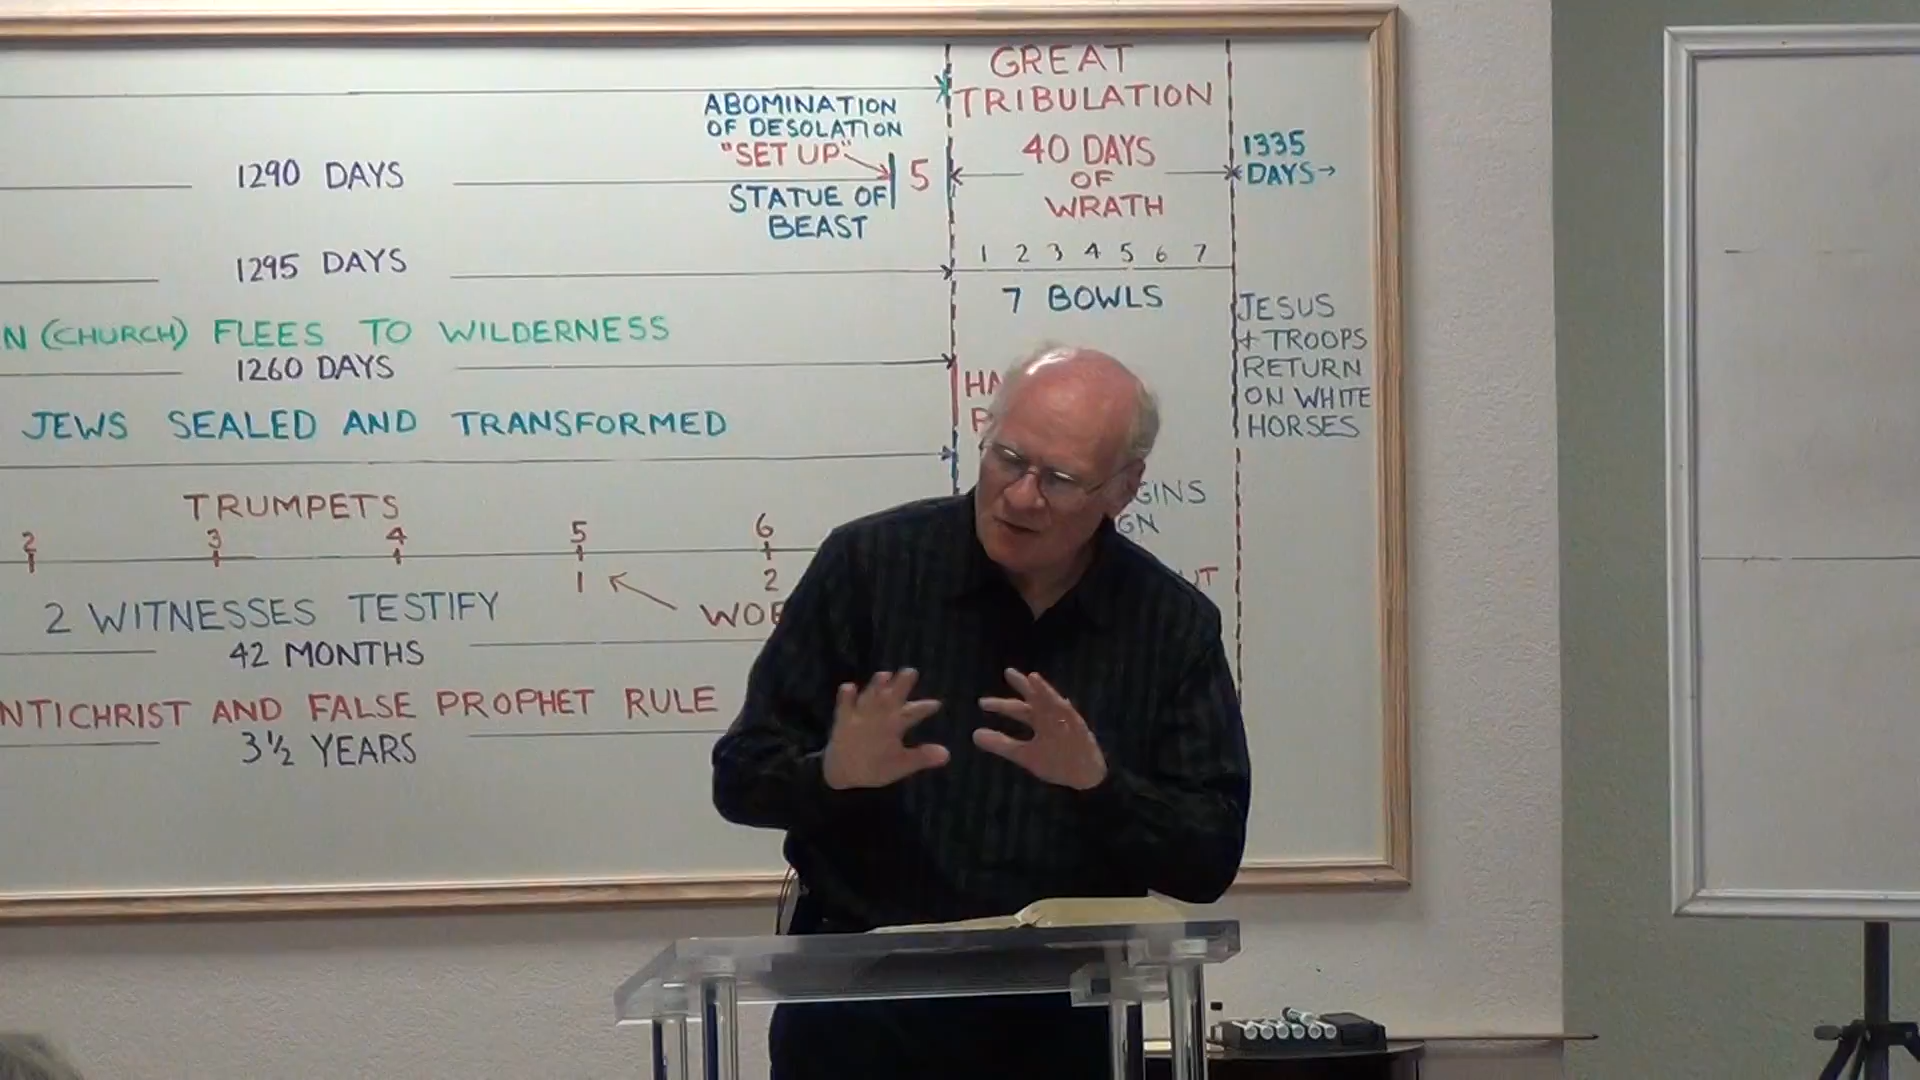 GREAT
TRIBULATION
ABOMINATION
OF DESOLATION
"SET UP"
5
STATUE OF
BEAST
40 DAYS
OF
WRATH
1335
DAYS→
1290 DAYS
1 2 3 4 5 6 7
7 BOWLS
1295 DAYS
JESUS
+ TROOPS
RETURN
ON WHITE
HORSES
N (CHURCH) FLEES TO WILDERNESS
1260 DAYS
JEWS SEALED AND TRANSFORMED
TRUMPETS
2 3 4 5 6
1 2
2 WITNESSES TESTIFY
42 MONTHS
NTICHRIST AND FALSE PROPHET RULE
3½ YEARS